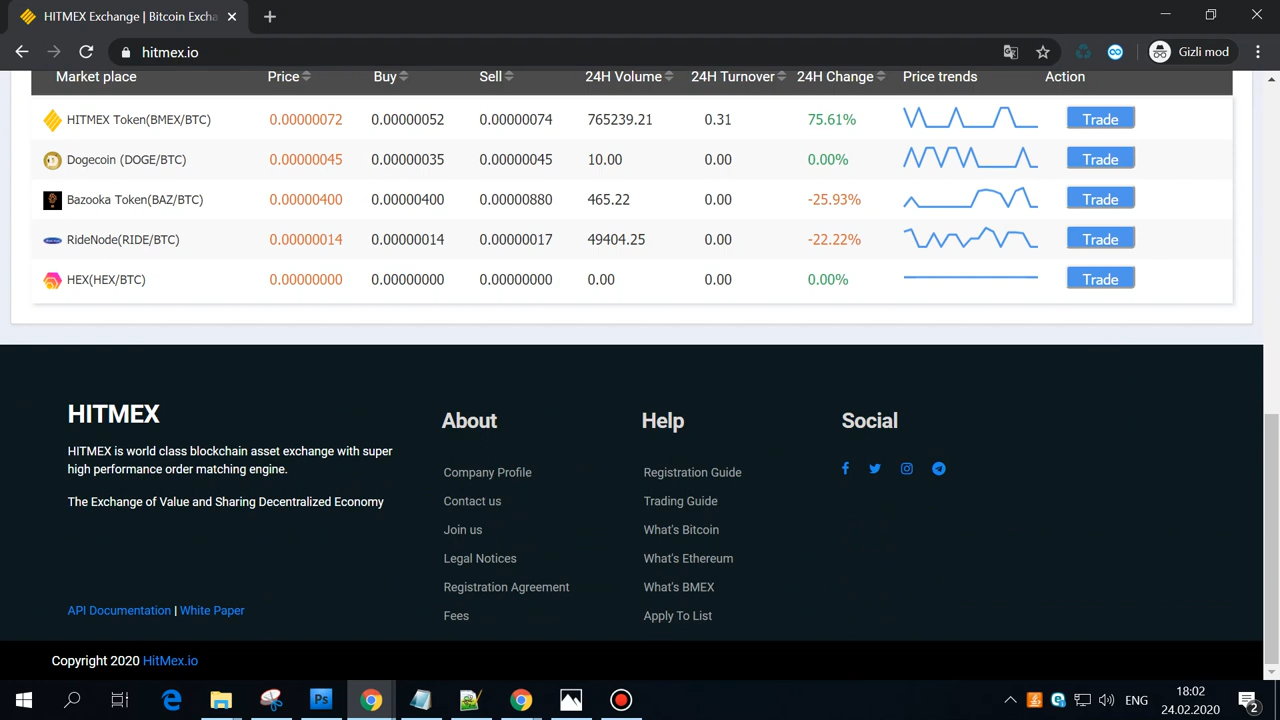 HITMEX Exchange | Bitcoin Excha
hitmex.io
Gizli mod
Market place Price Buy Sell 24H Volume 24H Turnover 24H Change Price trends Action
HITMEX Token(BMEX/BTC) 0.00000072 0.00000052 0.00000074 765239.21 0.31 75.61% Trade
Dogecoin (DOGE/BTC) 0.00000045 0.00000035 0.00000045 10.00 0.00 0.00% Trade
Bazooka Token(BAZ/BTC) 0.00000400 0.00000400 0.00000880 465.22 0.00 -25.93% Trade
RideNode(RIDE/BTC) 0.00000014 0.00000014 0.00000017 49404.25 0.00 -22.22% Trade
HEX(HEX/BTC) 0.00000000 0.00000000 0.00000000 0.00 0.00 0.00% Trade
HITMEX
HITMEX is world class blockchain asset exchange with super
high performance order matching engine.
The Exchange of Value and Sharing Decentralized Economy
API Documentation | White Paper
About
Company Profile
Contact us
Join us
Legal Notices
Registration Agreement
Fees
Help
Registration Guide
Trading Guide
What's Bitcoin
What's Ethereum
What's BMEX
Apply To List
Social
Copyright 2020 HitMex.io
Ps
ENG
18:02
24.02.2020
2